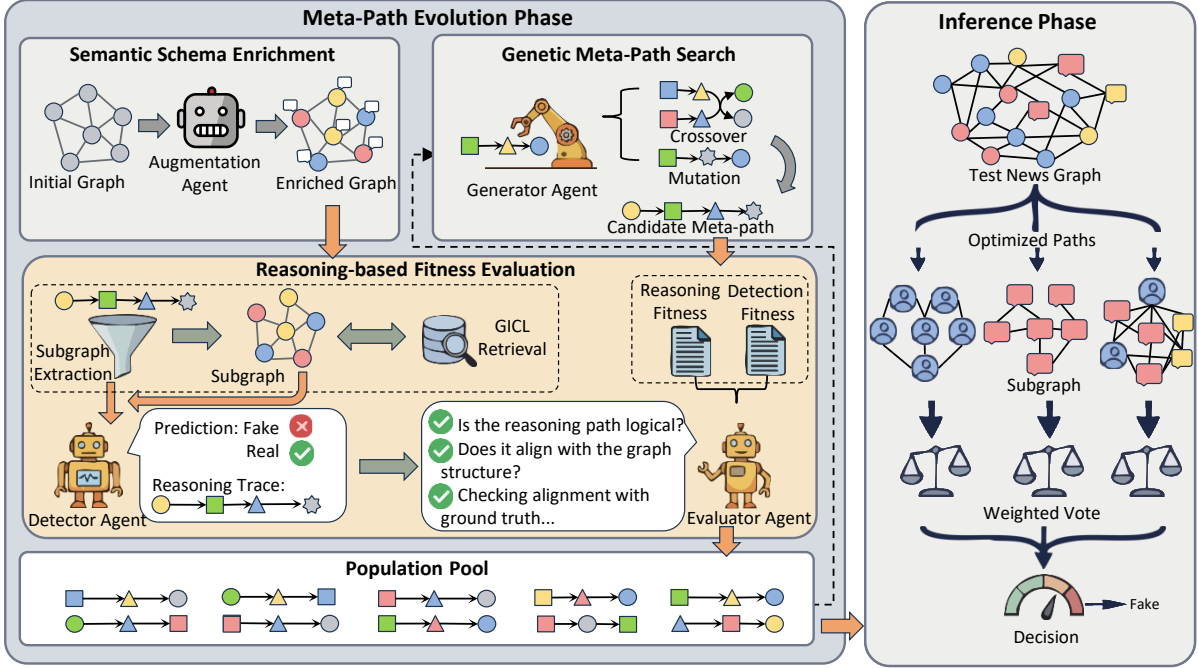 Meta-Path Evolution Phase
Semantic Schema Enrichment
Initial Graph
Augmentation
Agent
Enriched Graph
Genetic Meta-Path Search
Generator Agent
Crossover
Mutation
Candidate Meta-path
Reasoning-based Fitness Evaluation
Subgraph
Extraction
Subgraph
GICL
Retrieval
Reasoning
Fitness
Detection
Fitness
Detector Agent
Prediction: Fake
Real
Reasoning Trace:
Is the reasoning path logical?
Does it align with the graph
structure?
Checking alignment with
ground truth...
Evaluator Agent
Population Pool
Inference Phase
Test News Graph
Optimized Paths
Subgraph
Weighted Vote
Fake
Decision